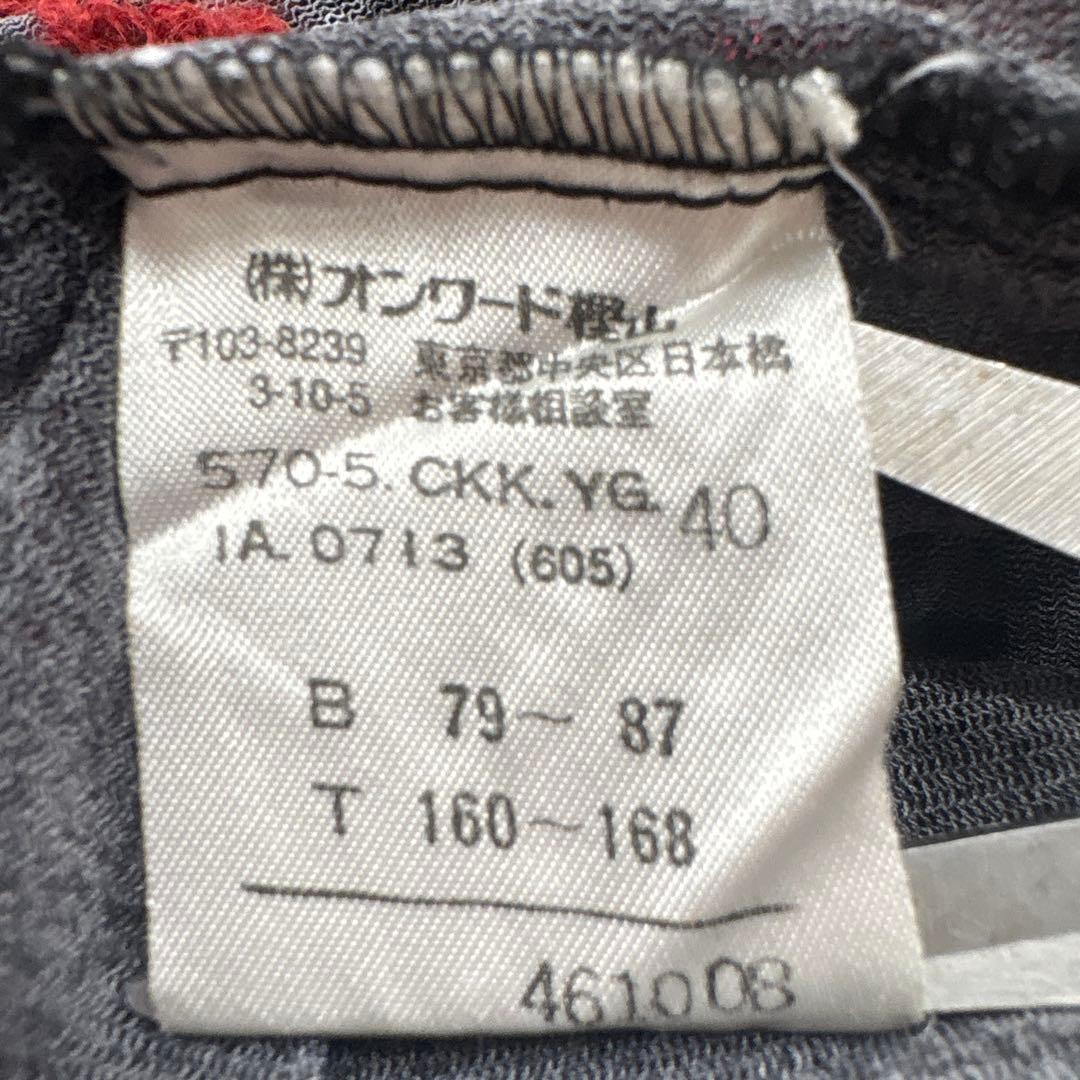 (株)オンワード樫山
〒103-8239 東京都中央区日本橋
3-10-5 お客様相談室
S70-5. CKK. YG. 40
IA. 0713 (605)
B 79~ 87
T 160~168
461008